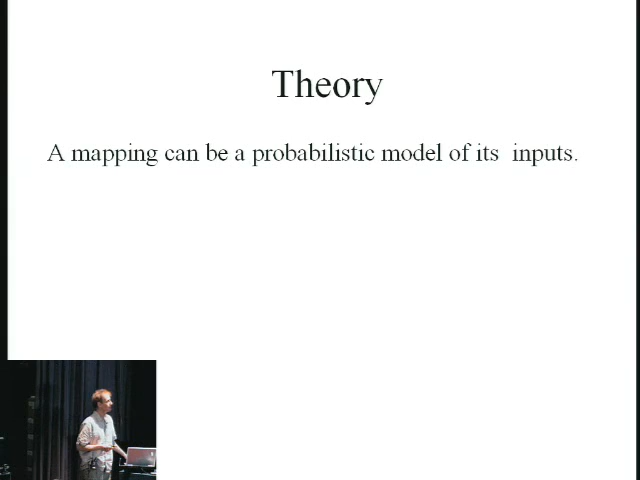 Theory
A mapping can be a probabilistic model of its  inputs.